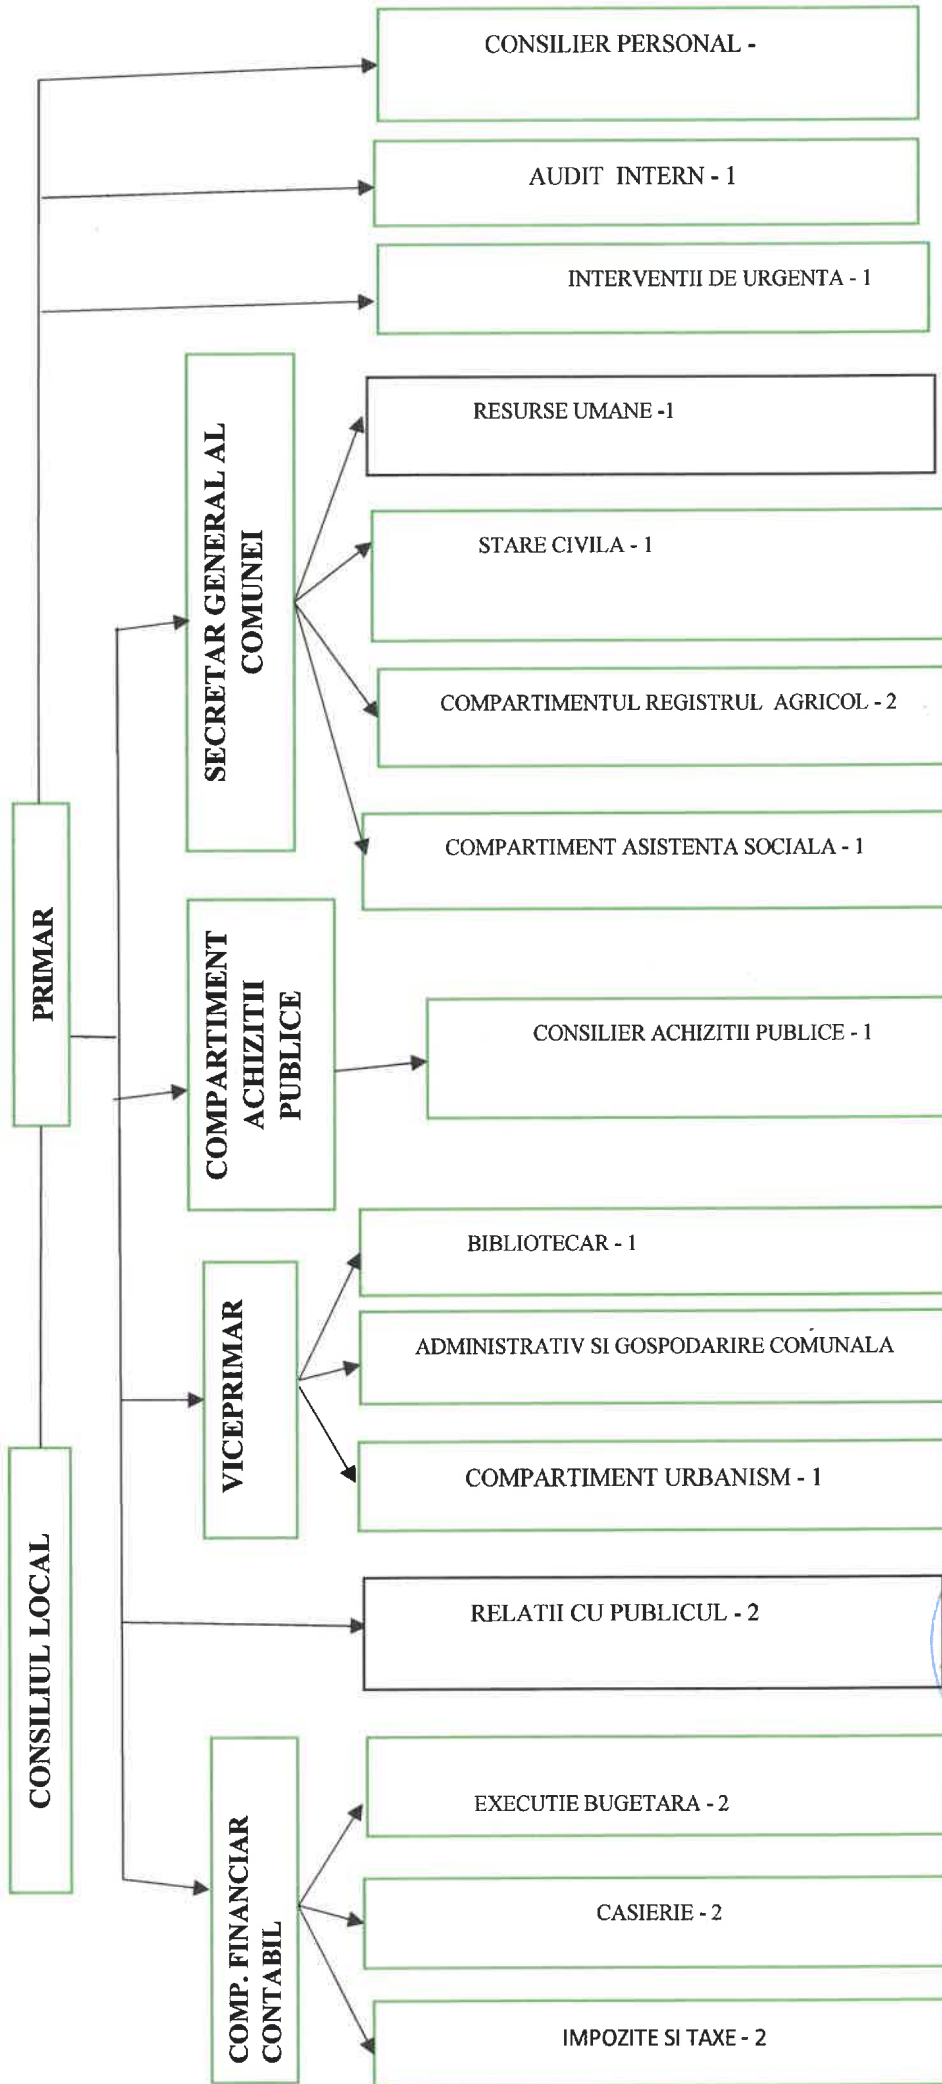 CONSILIUL LOCAL
PRIMAR
CONSILIER PERSONAL -
AUDIT INTERN - 1
INTERVENTII DE URGENTA - 1
SECRETAR GENERAL AL
COMUNEI
RESURSE UMANE -1
STARE CIVILA - 1
COMPARTIMENTUL REGISTRUL AGRICOL - 2
COMPARTIMENT ASISTENTA SOCIALA - 1
COMPARTIMENT
ACHIZITII
PUBLICE
CONSILIER ACHIZITII PUBLICE - 1
VICEPRIMAR
BIBLIOTECAR - 1
ADMINISTRATIV SI GOSPODARIRE COMUNALA
COMPARTIMENT URBANISM - 1
RELATII CU PUBLICUL - 2
COMP. FINANCIAR
CONTABIL
EXECUTIE BUGETARA - 2
CASIERIE - 2
IMPOZITE SI TAXE - 2